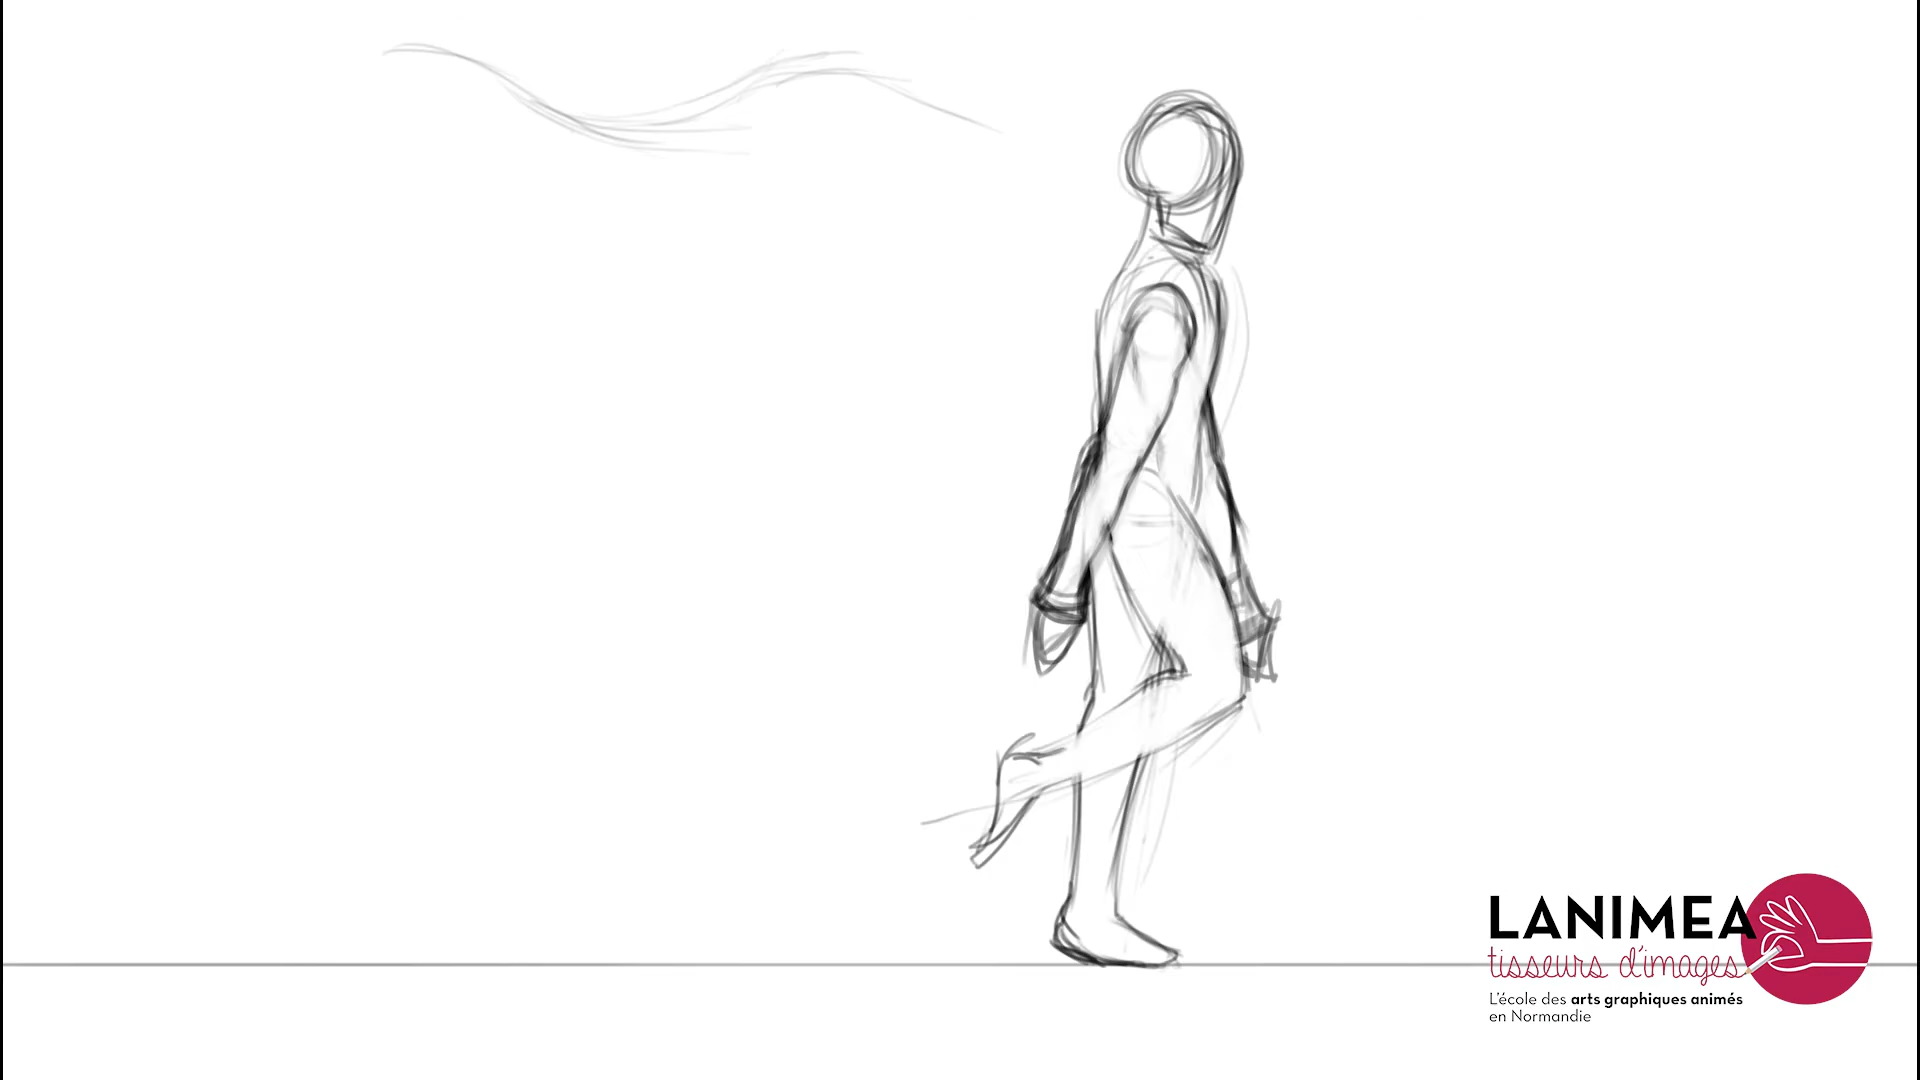 LANIMEA
tisseurs d'images
L'école des arts graphiques animés
en Normandie